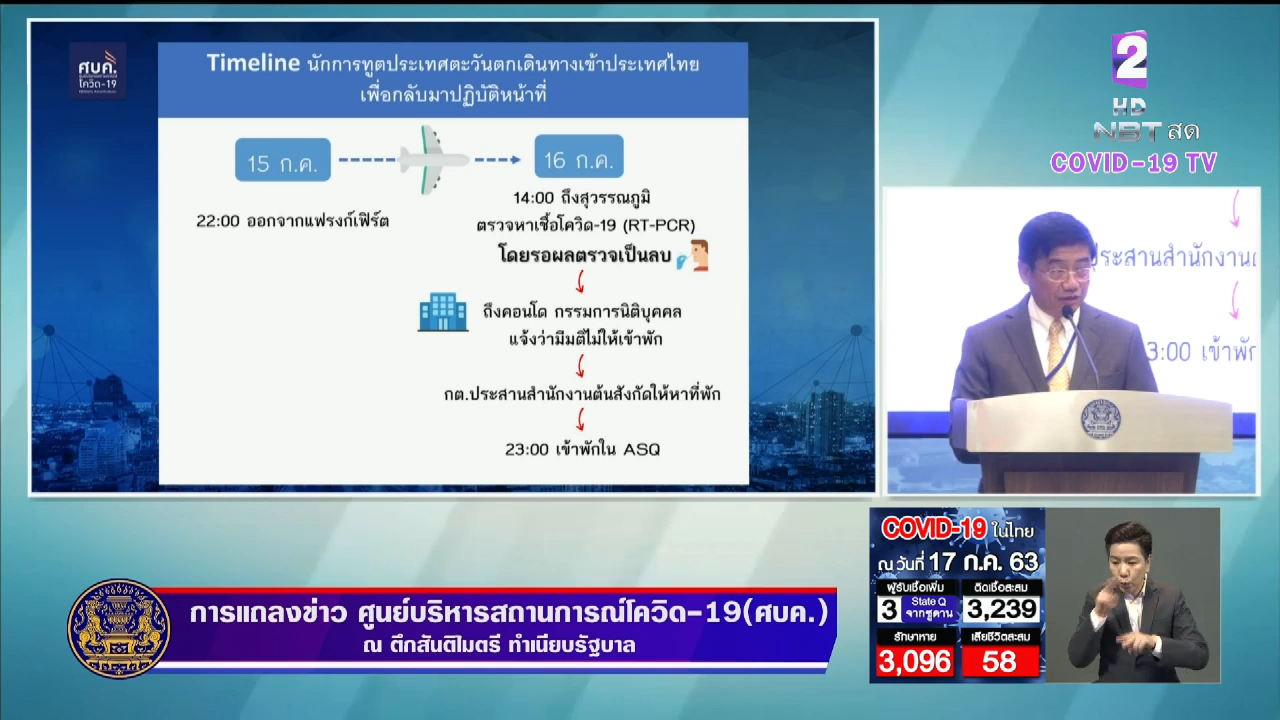 ศบค.
โควิด-19
Timeline นักการทูตประเทศตะวันตกเดินทางเข้าประเทศไทย
เพื่อกลับมาปฏิบัติหน้าที่
15 ก.ค.
16 ก.ค.
22:00 ออกจากแฟรงก์เฟิร์ต
14:00 ถึงสุวรรณภูมิ
ตรวจหาเชื้อโควิด-19 (RT-PCR)
โดยรอผลตรวจเป็นลบ
ถึงคอนโด กรรมการนิติบุคคล
แจ้งว่ามีมติไม่ให้เข้าพัก
กต.ประสานสำนักงานต้นสังกัดให้หาที่พัก
23:00 เข้าพักใน ASQ
2
HD
NBT สด
COVID-19 TV
ประสานสำนักงาน
3:00 เข้าพัก
การแถลงข่าว ศูนย์บริหารสถานการณ์โควิด-19(ศบค.)
ณ ตึกสันติไมตรี ทำเนียบรัฐบาล
COVID-19 ในไทย
ณ วันที่ 17 ก.ค. 63
ผู้รับเชื้อเพิ่ม
3 State Q
จากซูดาน
ติดเชื้อสะสม
3,239
รักษาหาย
3,096
เสียชีวิตสะสม
58